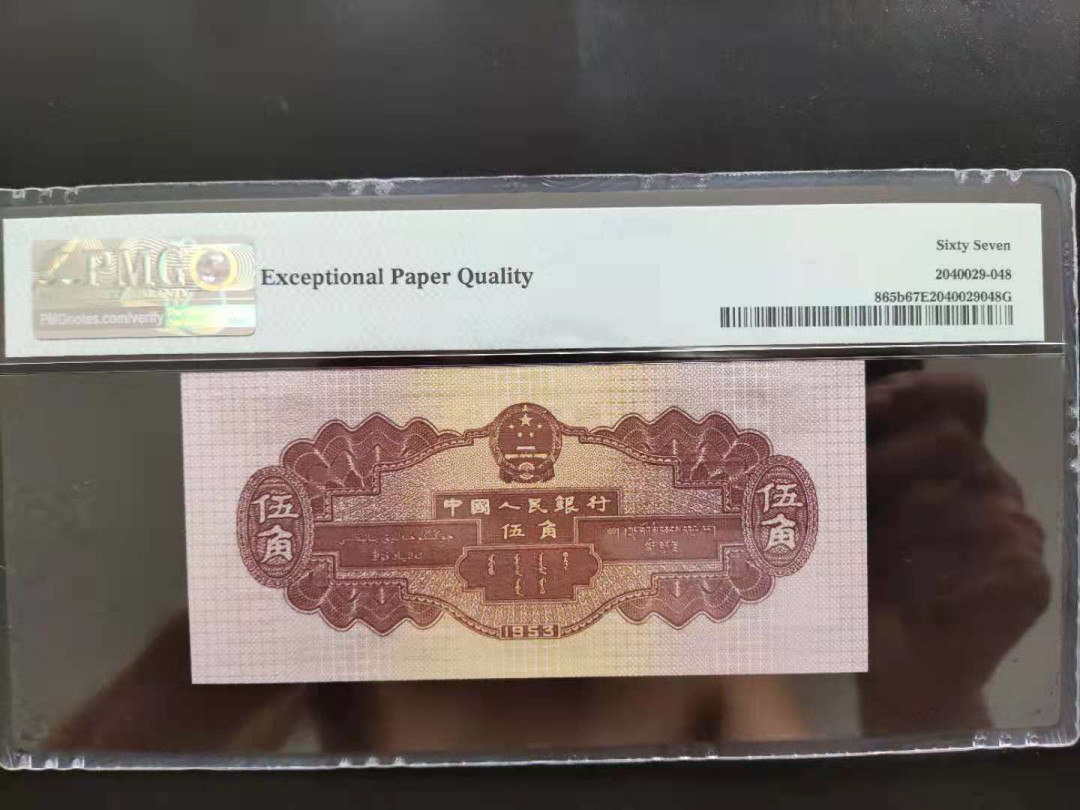 PMG
Exceptional Paper Quality
PMGnotes.com/verify
Sixty Seven
2040029-048
865b67E2040029048G
中國人民銀行
伍角
伍角
伍角
1953